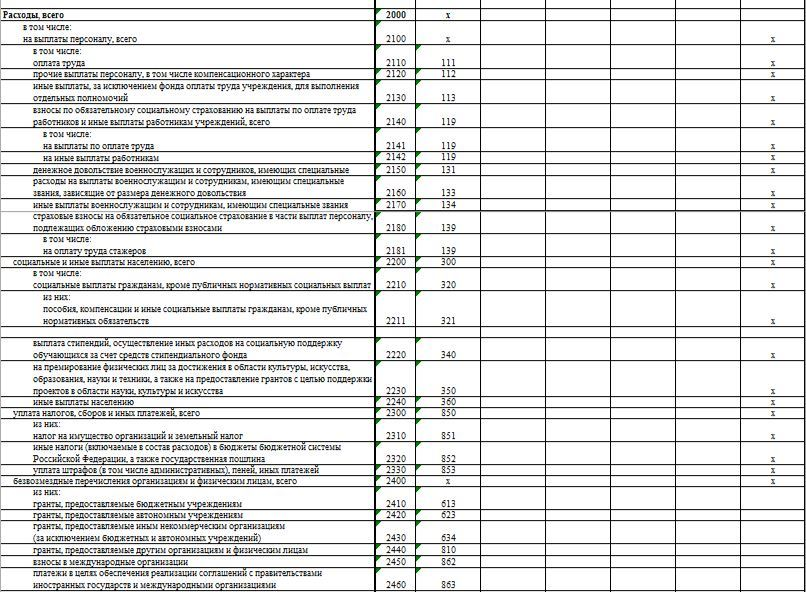 Расходы, всего 2000 x
в том числе:
на выплаты персоналу, всего 2100 x x
в том числе:
оплата труда 2110 111 x
прочие выплаты персоналу, в том числе компенсационного характера 2120 112 x
иные выплаты, за исключением фонда оплаты труда учреждения, для выполнения
отдельных полномочий 2130 113 x
взносы по обязательному социальному страхованию на выплаты по оплате труда
работников и иные выплаты работникам учреждений, всего 2140 119 x
в том числе:
на выплаты по оплате труда 2141 119 x
на иные выплаты работникам 2142 119 x
денежное довольствие военнослужащих и сотрудников, имеющих специальные 2150 131 x
расходы на выплаты военнослужащим и сотрудникам, имеющим специальные
звания, зависящие от размера денежного довольствия 2160 133 x
иные выплаты военнослужащим и сотрудникам, имеющим специальные звания 2170 134 x
страховые взносы на обязательное социальное страхование в части выплат персоналу,
подлежащих обложению страховыми взносами 2180 139 x
в том числе:
на оплату труда стажеров 2181 139 x
социальные и иные выплаты населению, всего 2200 300 x
в том числе:
социальные выплаты гражданам, кроме публичных нормативных социальных выплат 2210 320 x
из них:
пособия, компенсации и иные социальные выплаты гражданам, кроме публичных
нормативных обязательств 2211 321 x
выплата стипендий, осуществление иных расходов на социальную поддержку
обучающихся за счет средств стипендиального фонда 2220 340 x
на премирование физических лиц за достижения в области культуры, искусства,
образования, науки и техники, а также на предоставление грантов с целью поддержки
проектов в области науки, культуры и искусства 2230 350 x
иные выплаты населению 2240 360 x
уплата налогов, сборов и иных платежей, всего 2300 850 x
из них:
налог на имущество организаций и земельный налог 2310 851 x
иные налоги (включаемые в состав расходов) в бюджеты бюджетной системы
Российской Федерации, а также государственная пошлина 2320 852 x
уплата штрафов (в том числе административных), пеней, иных платежей 2330 853 x
безвозмездные перечисления организациям и физическим лицам, всего 2400 x x
из них:
гранты, предоставляемые бюджетным учреждениям 2410 613 x
гранты, предоставляемые автономным учреждениям 2420 623 x
гранты, предоставляемые иным некоммерческим организациям
(за исключением бюджетных и автономных учреждений) 2430 634 x
гранты, предоставляемые другим организациям и физическим лицам 2440 810 x
взносы в международные организации 2450 862 x
платежи в целях обеспечения реализации соглашений с правительствами
иностранных государств и международными организациями 2460 863 x